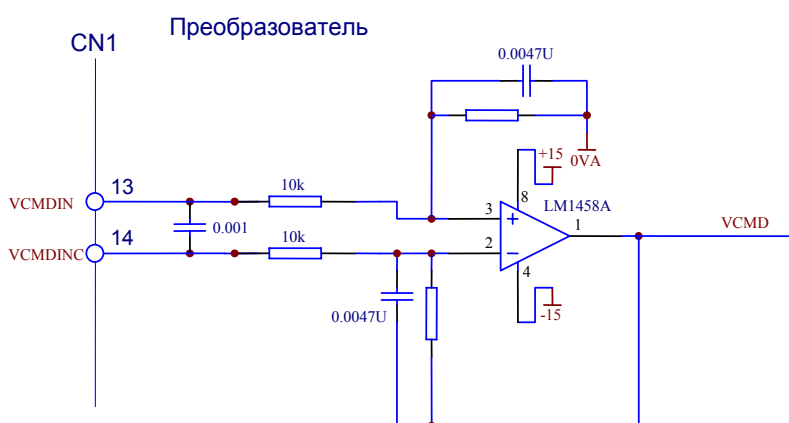 Преобразователь
CN1
0.0047U
+15
0VA
13
10k
8
LM1458A
VCMDIN
3
+
1
VCMD
0.001
14
10k
2
−
VCMDINC
4
0.0047U
-15